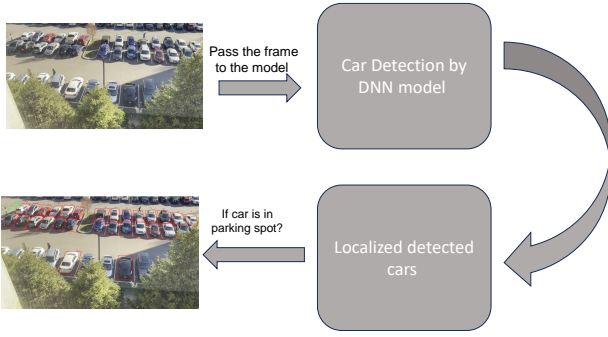 Pass the frame
to the model
Car Detection by
DNN model
If car is in
parking spot?
Localized detected
cars